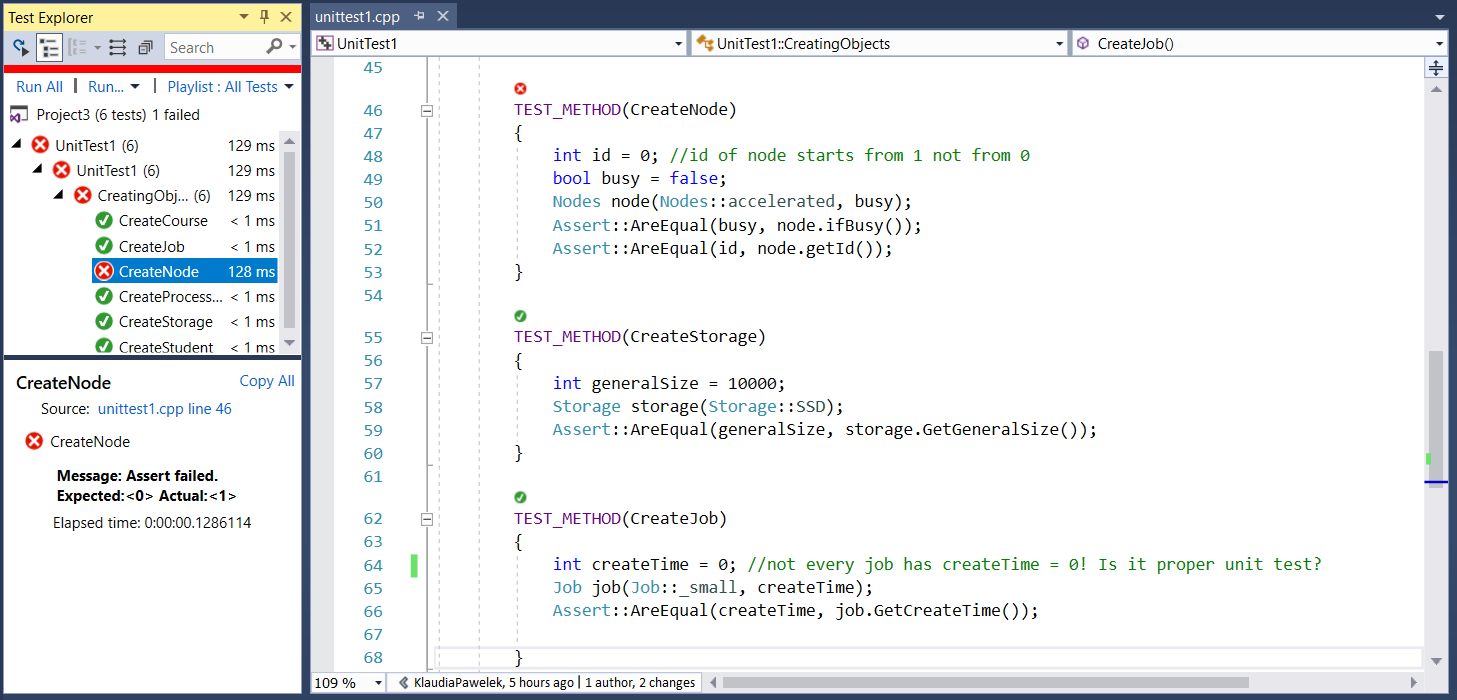 Test Explorer
Search
Run All | Run... | Playlist : All Tests
Project3 (6 tests) 1 failed
UnitTest1 (6) 129 ms
UnitTest1 (6) 129 ms
CreatingObj... (6) 129 ms
CreateCourse < 1 ms
CreateJob < 1 ms
CreateNode 128 ms
CreateProcess... < 1 ms
CreateStorage < 1 ms
CreateStudent < 1 ms
CreateNode Copy All
Source: unittest1.cpp line 46
CreateNode
Message: Assert failed.
Expected:<0> Actual:<1>
Elapsed time: 0:00:00.1286114
unittest1.cpp
UnitTest1 UnitTest1::CreatingObjects CreateJob()
45
46 TEST_METHOD(CreateNode)
47 {
48 int id = 0; //id of node starts from 1 not from 0
49 bool busy = false;
50 Nodes node(Nodes::accelerated, busy);
51 Assert::AreEqual(busy, node.ifBusy());
52 Assert::AreEqual(id, node.getId());
53 }
54
55 TEST_METHOD(CreateStorage)
56 {
57 int generalSize = 10000;
58 Storage storage(Storage::SSD);
59 Assert::AreEqual(generalSize, storage.GetGeneralSize());
60 }
61
62 TEST_METHOD(CreateJob)
63 {
64 int createTime = 0; //not every job has createTime = 0! Is it proper unit test?
65 Job job(Job::_small, createTime);
66 Assert::AreEqual(createTime, job.GetCreateTime());
67
68 }
109 % KlaudiaPawelek, 5 hours ago | 1 author, 2 changes